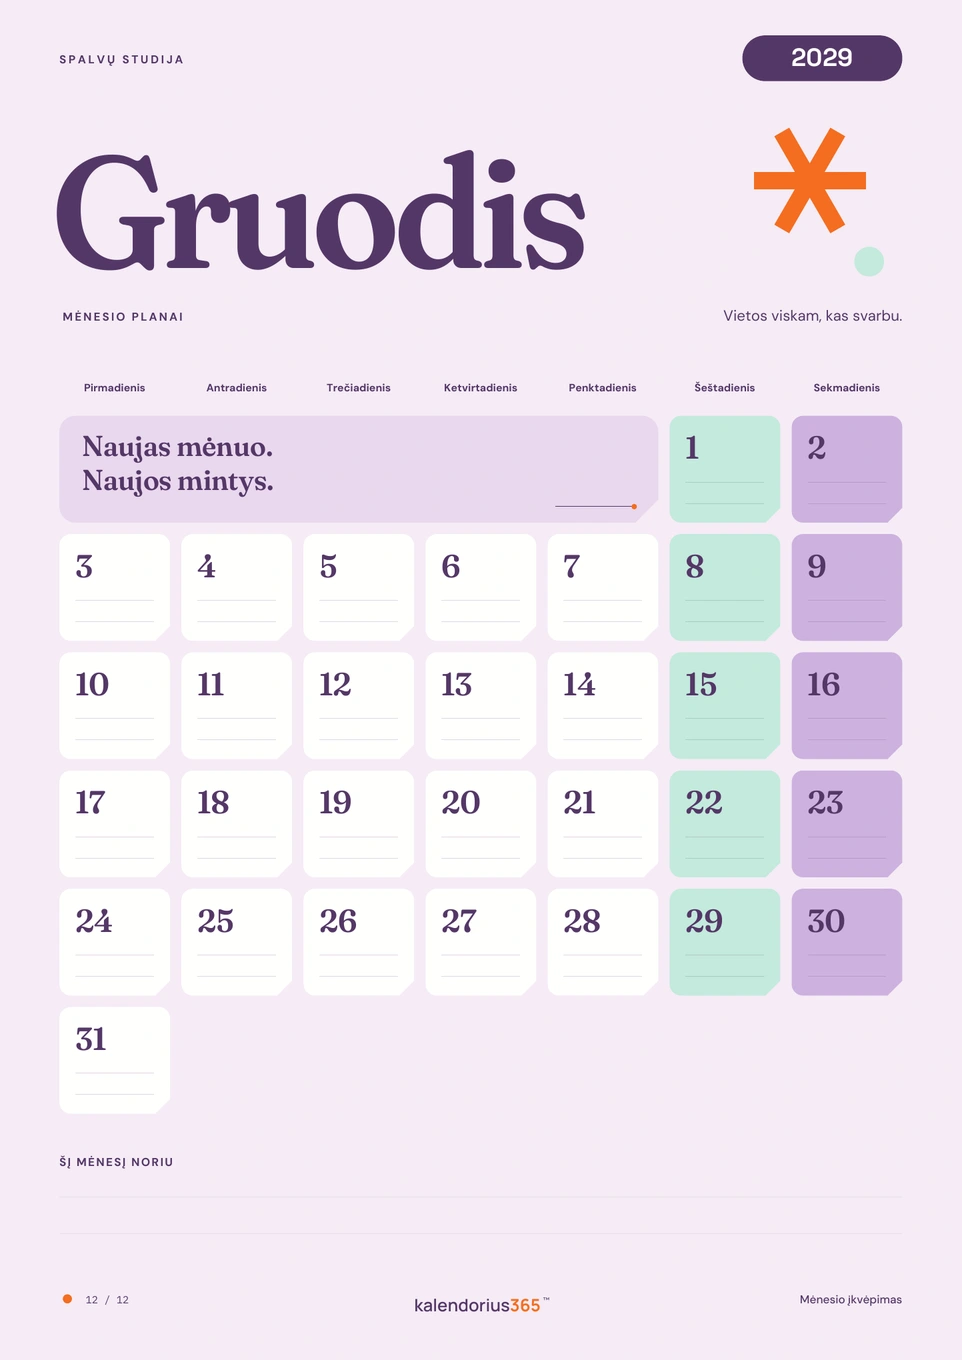 SPALVŲ STUDIJA
2029
Gruodis
MĖNESIO PLANAI
Vietos viskam, kas svarbu.
Pirmadienis Antradienis Trečiadienis Ketvirtadienis Penktadienis Šeštadienis Sekmadienis
Naujas mėnuo.
Naujos mintys.
1 2
3 4 5 6 7 8 9
10 11 12 13 14 15 16
17 18 19 20 21 22 23
24 25 26 27 28 29 30
31
ŠĮ MĖNESĮ NORIU
12 / 12
kalendorius365™
Mėnesio įkvėpimas